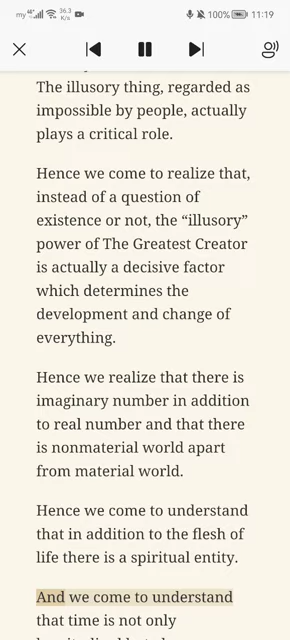 my 4G 36.3 K/s 100% 11:19
The illusory thing, regarded as
impossible by people, actually
plays a critical role.
Hence we come to realize that,
instead of a question of
existence or not, the “illusory”
power of The Greatest Creator
is actually a decisive factor
which determines the
development and change of
everything.
Hence we realize that there is
imaginary number in addition
to real number and that there
is nonmaterial world apart
from material world.
Hence we come to understand
that in addition to the flesh of
life there is a spiritual entity.
And we come to understand
that time is not only